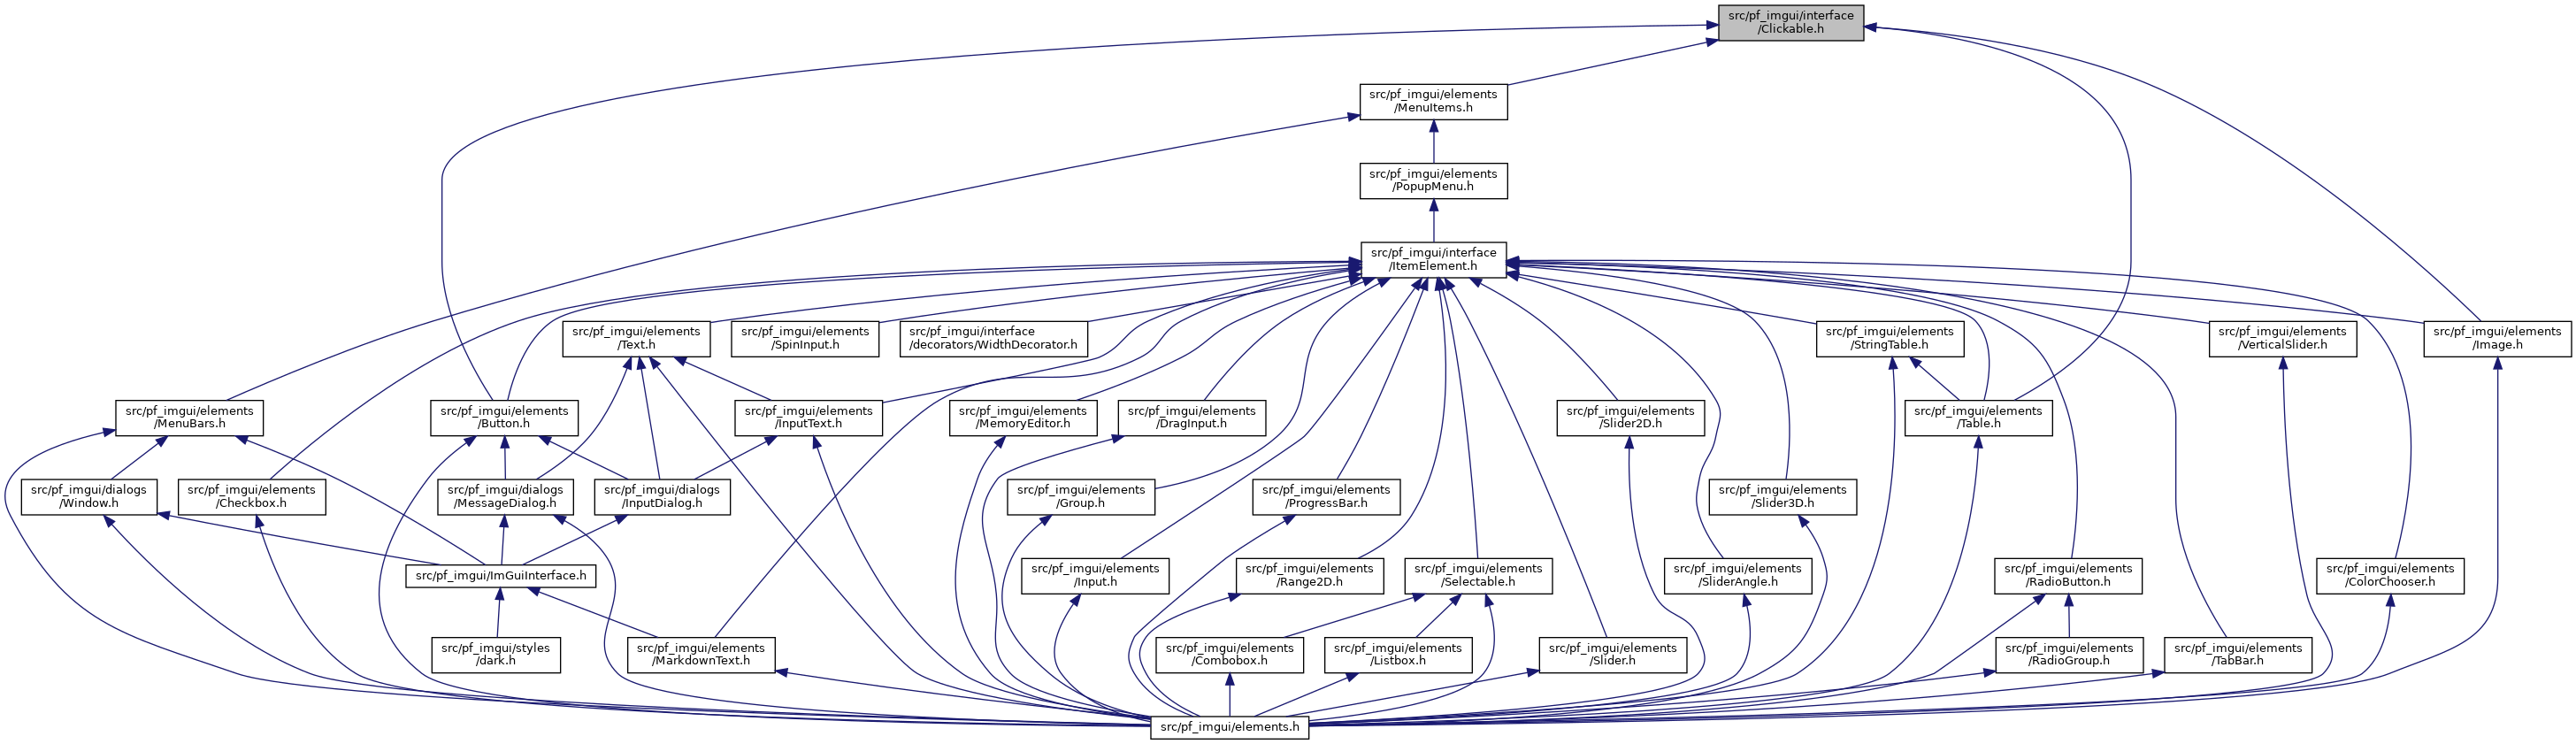 src/pf_imgui/interface
/Clickable.h
src/pf_imgui/elements
/MenuItems.h
src/pf_imgui/elements
/PopupMenu.h
src/pf_imgui/interface
/ItemElement.h
src/pf_imgui/elements
/Text.h
src/pf_imgui/elements
/SpinInput.h
src/pf_imgui/interface
/decorators/WidthDecorator.h
src/pf_imgui/elements
/StringTable.h
src/pf_imgui/elements
/VerticalSlider.h
src/pf_imgui/elements
/Image.h
src/pf_imgui/elements
/MenuBars.h
src/pf_imgui/elements
/Button.h
src/pf_imgui/elements
/InputText.h
src/pf_imgui/elements
/MemoryEditor.h
src/pf_imgui/elements
/DragInput.h
src/pf_imgui/elements
/Slider2D.h
src/pf_imgui/elements
/Table.h
src/pf_imgui/dialogs
/Window.h
src/pf_imgui/elements
/Checkbox.h
src/pf_imgui/dialogs
/MessageDialog.h
src/pf_imgui/dialogs
/InputDialog.h
src/pf_imgui/elements
/Group.h
src/pf_imgui/elements
/ProgressBar.h
src/pf_imgui/elements
/Slider3D.h
src/pf_imgui/ImGuiInterface.h
src/pf_imgui/elements
/Input.h
src/pf_imgui/elements
/Range2D.h
src/pf_imgui/elements
/Selectable.h
src/pf_imgui/elements
/SliderAngle.h
src/pf_imgui/elements
/RadioButton.h
src/pf_imgui/elements
/ColorChooser.h
src/pf_imgui/styles
/dark.h
src/pf_imgui/elements
/MarkdownText.h
src/pf_imgui/elements
/Combobox.h
src/pf_imgui/elements
/Listbox.h
src/pf_imgui/elements
/Slider.h
src/pf_imgui/elements
/RadioGroup.h
src/pf_imgui/elements
/TabBar.h
src/pf_imgui/elements.h